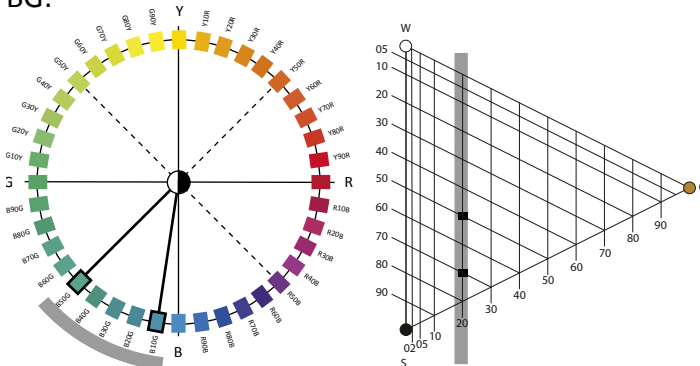 BG.
Y
Y10R
Y20R
Y30R
Y40R
Y50R
Y60R
Y70R
Y80R
Y90R
R
R10B
R20B
R30B
R40B
R50B
R60B
R70B
R80B
R90B
B
B10G
B20G
B30G
B40G
B50G
B60G
B70G
B80G
B90G
G10Y
G20Y
G30Y
G40Y
G50Y
G60Y
G70Y
G80Y
G90Y
W
05
10
20
30
40
50
60
70
80
90
S
02
05
10
20
30
40
50
60
70
80
90